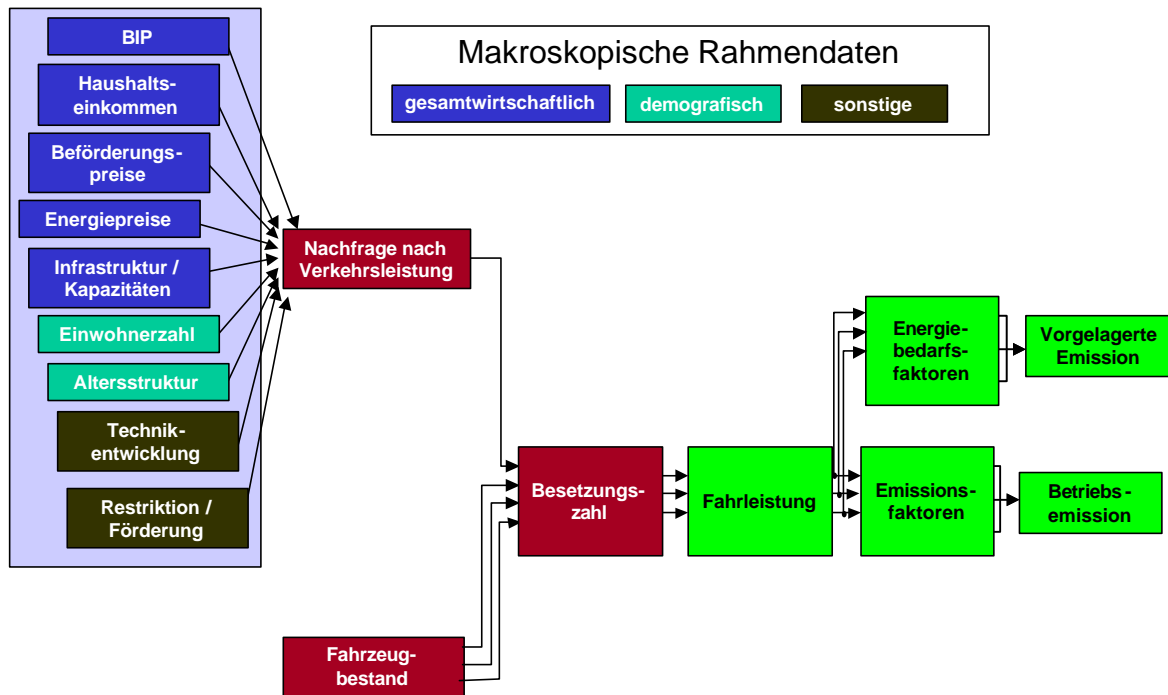 BIP
Haushalts-
einkommen
Beförderungs-
preise
Energiepreise
Infrastruktur /
Kapazitäten
Einwohnerzahl
Altersstruktur
Technik-
entwicklung
Restriktion /
Förderung
Makroskopische Rahmendaten
gesamtwirtschaftlich
demografisch
sonstige
Nachfrage nach
Verkehrsleistung
Fahrzeug-
bestand
Besetzungs-
zahl
Fahrleistung
Energie-
bedarfs-
faktoren
Vorgelagerte
Emission
Emissions-
faktoren
Betriebs-
emission